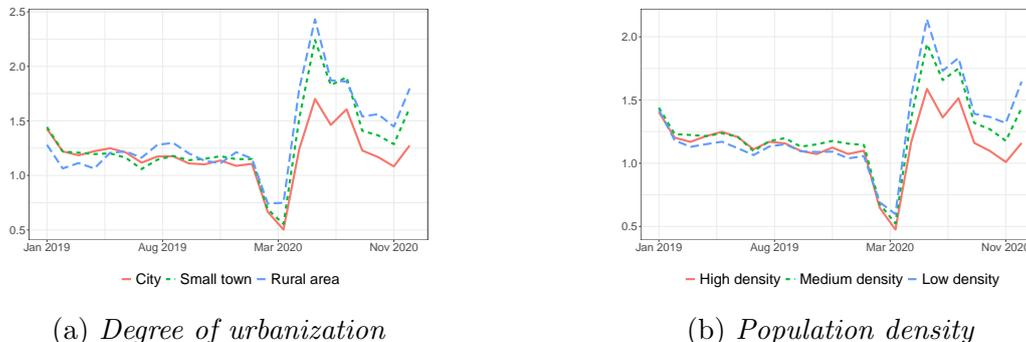 2.5
2.0
1.5
1.0
0.5
Jan 2019 Aug 2019 Mar 2020 Nov 2020
City Small town Rural area
(a) Degree of urbanization
2.0
1.5
1.0
0.5
Jan 2019 Aug 2019 Mar 2020 Nov 2020
High density Medium density Low density
(b) Population density